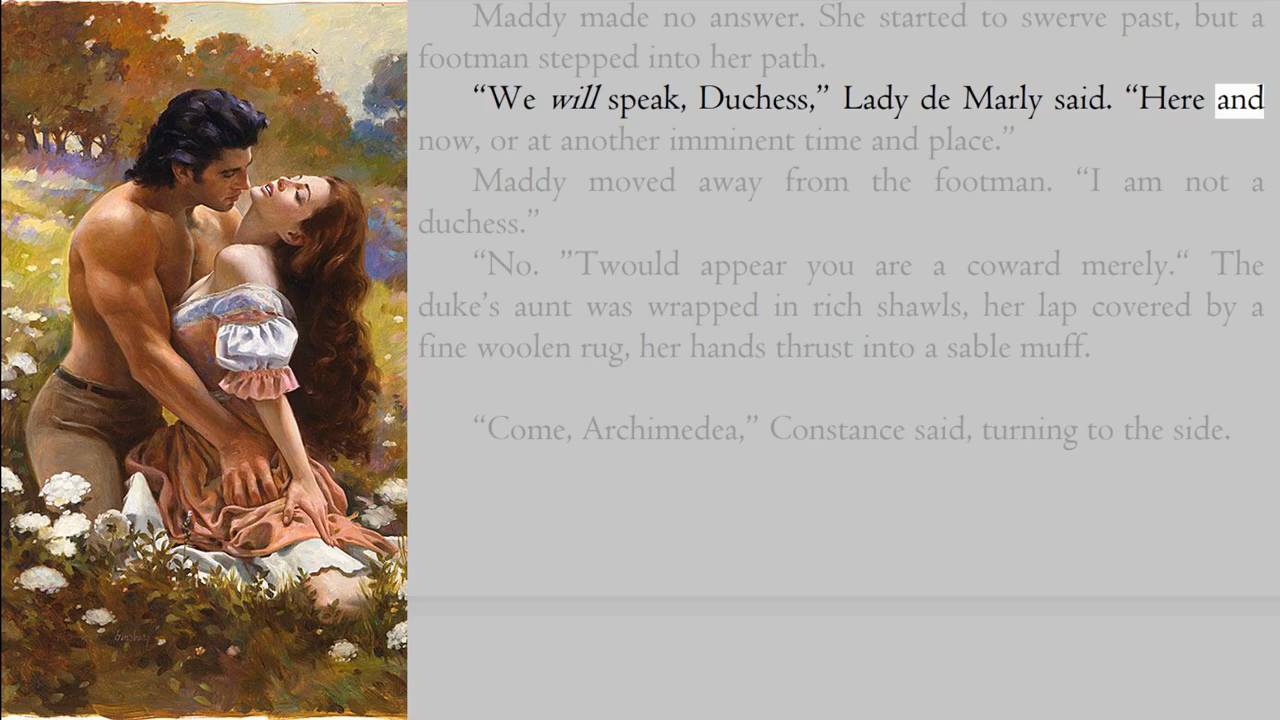 Maddy made no answer. She started to swerve past, but a
footman stepped into her path.
“We will speak, Duchess,” Lady de Marly said. “Here and
now, or at another imminent time and place.”
Maddy moved away from the footman. “I am not a
duchess.”
“No. ”Twould appear you are a coward merely.“ The
duke’s aunt was wrapped in rich shawls, her lap covered by a
fine woolen rug, her hands thrust into a sable muff.
“Come, Archimedea,” Constance said, turning to the side.